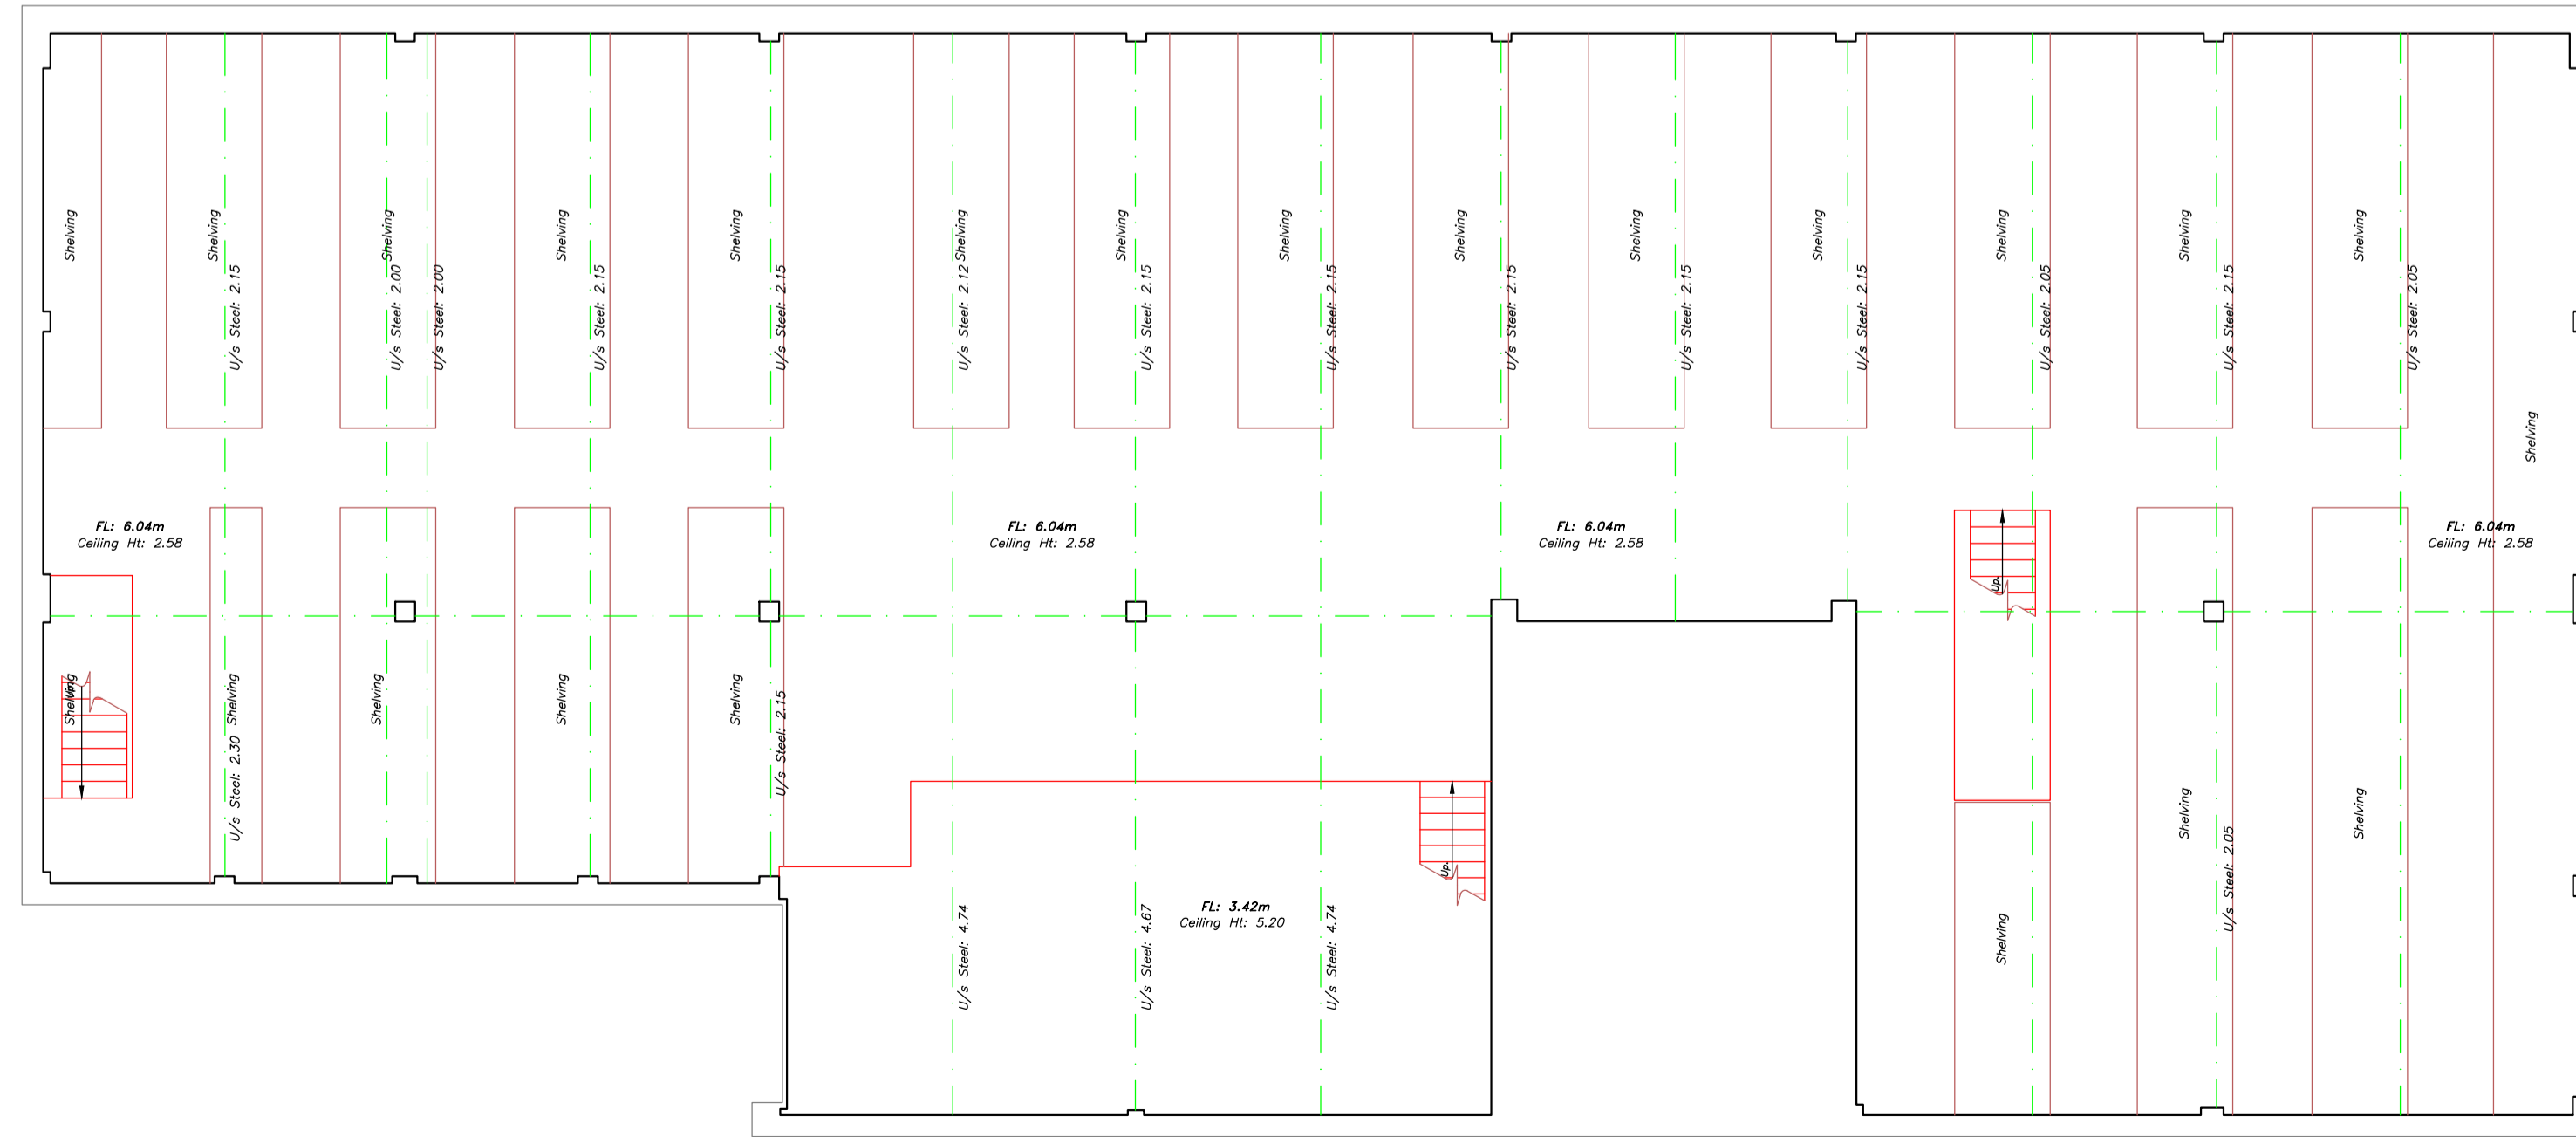 Shelving
Shelving
Shelving
Shelving
Shelving
Shelving
Shelving
Shelving
Shelving
Shelving
Shelving
Shelving
Shelving
Shelving
U/s Steel: 2.15
U/s Steel: 2.00
U/s Steel: 2.00
U/s Steel: 2.15
U/s Steel: 2.15
U/s Steel: 2.12
U/s Steel: 2.15
U/s Steel: 2.15
U/s Steel: 2.15
U/s Steel: 2.15
U/s Steel: 2.15
U/s Steel: 2.05
U/s Steel: 2.15
U/s Steel: 2.05
Shelving
FL: 6.04m
Ceiling Ht: 2.58
FL: 6.04m
Ceiling Ht: 2.58
FL: 6.04m
Ceiling Ht: 2.58
FL: 6.04m
Ceiling Ht: 2.58
Up
Shelving
Up
Shelving
Shelving
Shelving
Shelving
U/s Steel: 2.30
U/s Steel: 2.15
Shelving
Shelving
Up
U/s Steel: 2.05
FL: 3.42m
Ceiling Ht: 5.20
Shelving
U/s Steel: 4.74
U/s Steel: 4.67
U/s Steel: 4.74